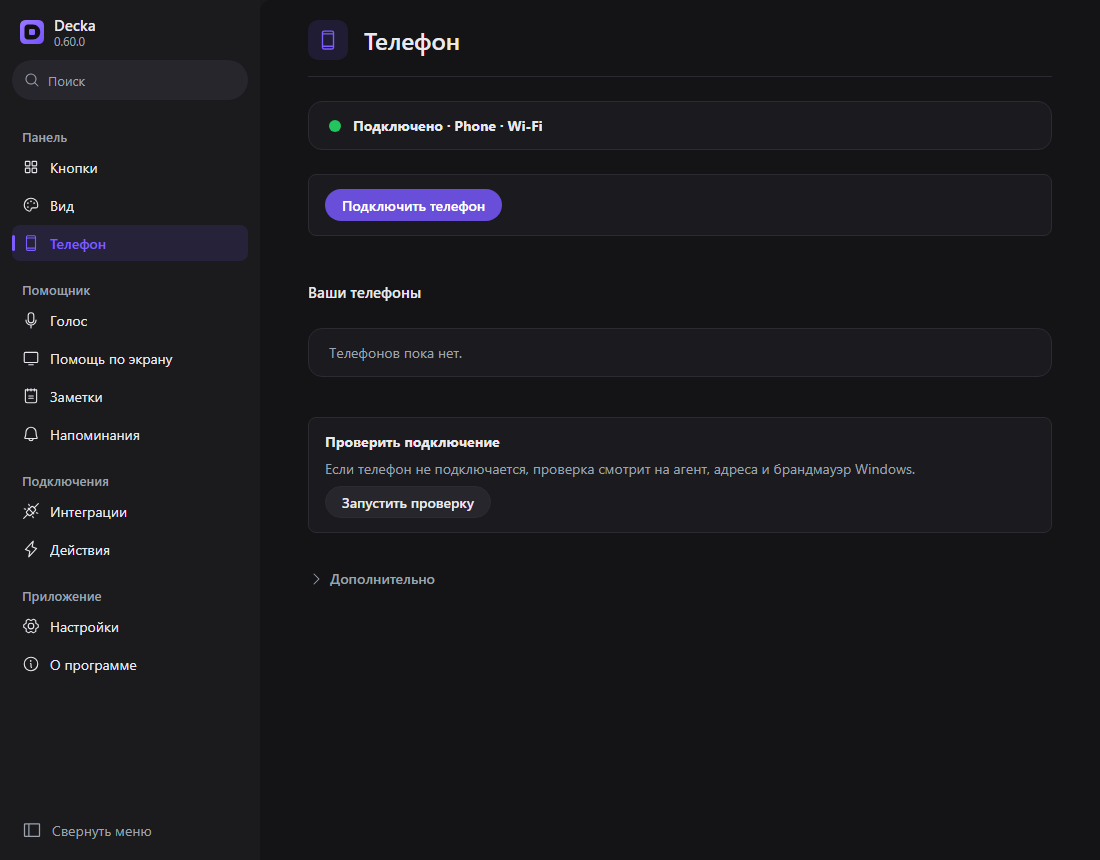 Decka
0.60.0
Поиск
Панель
Кнопки
Вид
Телефон
Помощник
Голос
Помощь по экрану
Заметки
Напоминания
Подключения
Интеграции
Действия
Приложение
Настройки
О программе
Свернуть меню
Телефон
Подключено · Phone · Wi-Fi
Подключить телефон
Ваши телефоны
Телефонов пока нет.
Проверить подключение
Если телефон не подключается, проверка смотрит на агент, адреса и брандмауэр Windows.
Запустить проверку
Дополнительно